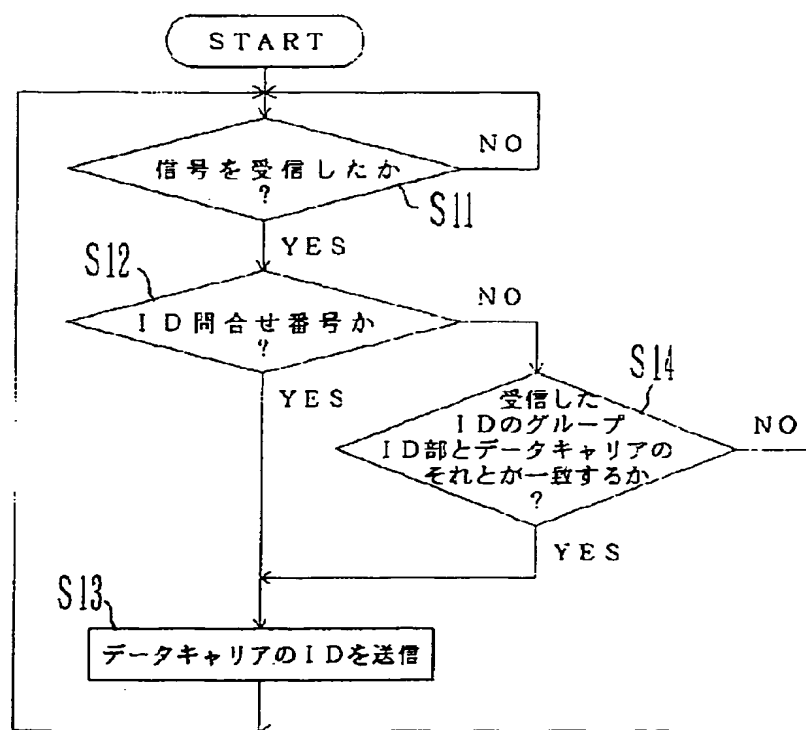 START
信号を受信したか
?
NO
S11
YES
S12
ID問合せ番号か
?
NO
YES
S14
受信した
IDのグループ
ID部とデータキャリアの
それとが一致するか
?
NO
YES
S13
データキャリアのIDを送信